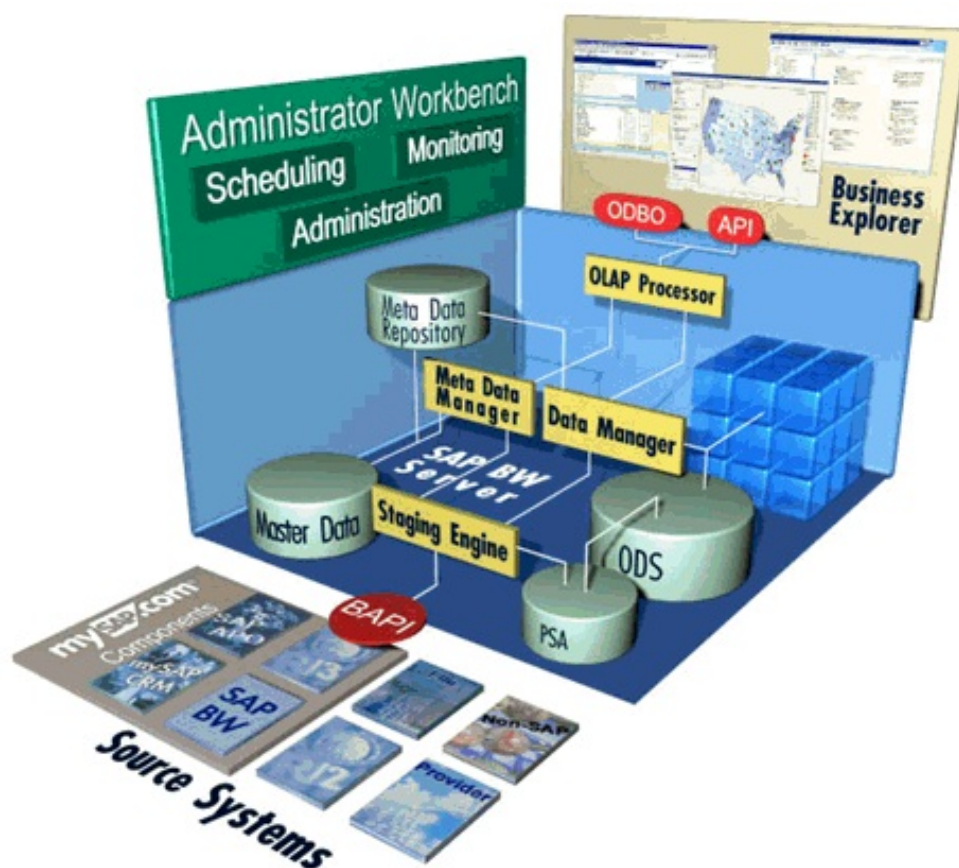 Administrator Workbench
Scheduling
Monitoring
Administration
Business
Explorer
ODBO
API
OLAP Processor
Meta Data
Repository
Meta Data
Manager
Data Manager
SAP BW
Server
Master Data
Staging Engine
ODS
PSA
BAPI
mySAP.com
Components
SAP
APO
mySAP
CRM
SAP
BW
Non-SAP
Provider
Source Systems